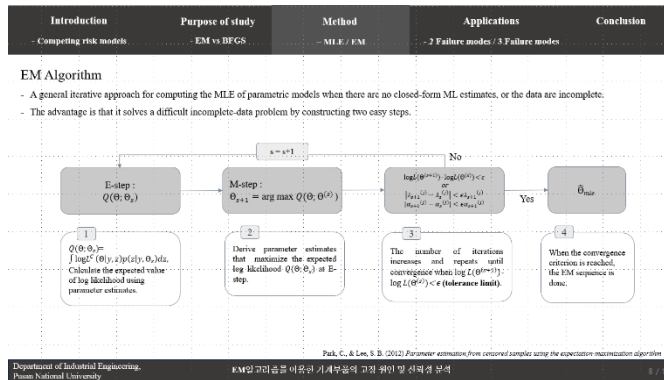 Introduction
Purpose of study
Method
Applications
Conclusion
- Competing risk models
- EM vs BFGS
- MLE / EM
- 2 Failure modes / 3 Failure modes
EM Algorithm
- A general iterative approach for computing the MLE of parametric models when there are no closed-form ML estimates, or the data are incomplete.
- The advantage is that it solves a difficult incomplete-data problem by constructing two easy steps.
s = s+1
No
E-step :
Q(Θ; Θₛ)
M-step :
Θₛ₊₁ = arg max Q(Θ; Θ⁽ˢ⁾)
logL(Θ⁽ˢ⁺¹⁾)- logL(Θ⁽ˢ⁾) < ϵ
or
Yes
1
Q(Θ; Θₛ)=
∫ logLᶜ (Θ|y, z)p(z|y, Θₛ)dz,
Calculate the expected value
of log likelihood using
parameter estimates.
2
Derive parameter estimates
that maximize the expected
log likelihood Q(Θ; Θₛ) at E-
step.
3
The number of iterations
increases and repeats until
convergence when log L(Θ⁽ˢ⁺¹⁾)-
log L(Θ⁽ˢ⁾) < ϵ (tolerance limit).
4
When the convergence
criterion is reached,
the EM sequence is
done.
Park, C., & Lee, S. B. (2012) Parameter estimation from censored samples using the expectation-maximization algorithm
Department of Industrial Engineering,
Pusan National University
EM알고리즘를 이용한 기계부품의 고장 원인 및 신뢰성 분석